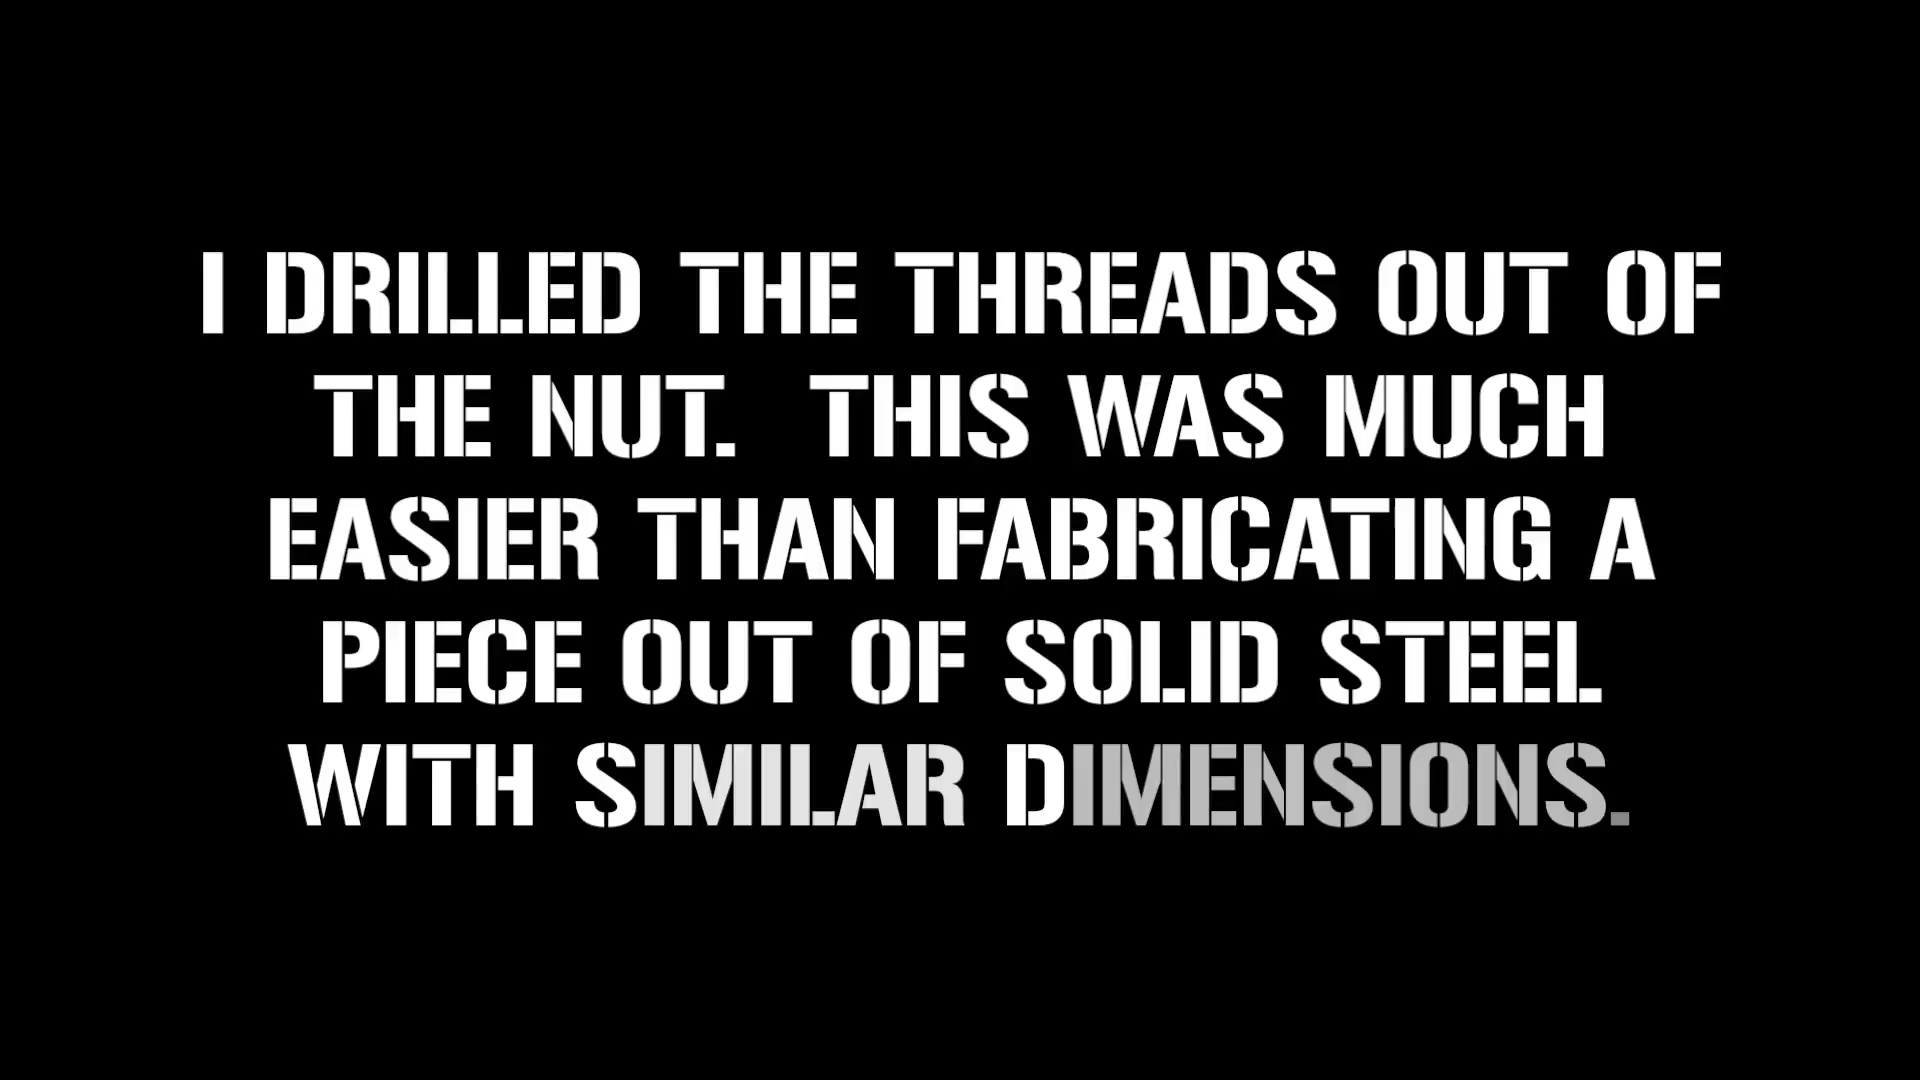 I DRILLED THE THREADS OUT OF
THE NUT.  THIS WAS MUCH
EASIER THAN FABRICATING A
PIECE OUT OF SOLID STEEL
WITH SIMILAR DIMENSIONS.